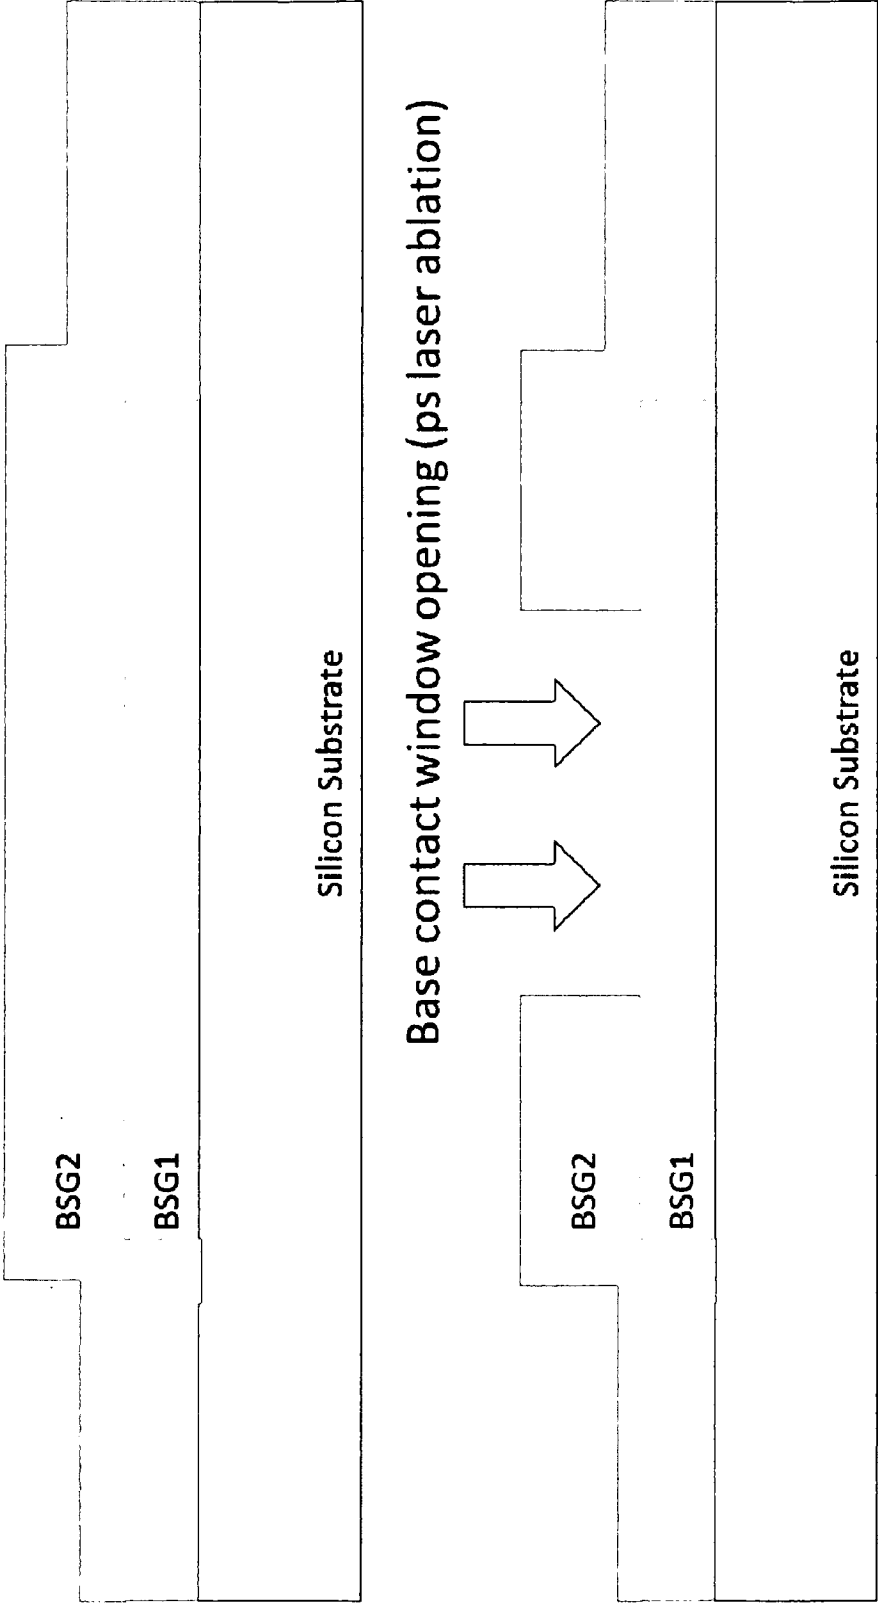 BSG2
BSG1
Silicon Substrate
Base contact window opening (ps laser ablation)
BSG2
BSG1
Silicon Substrate